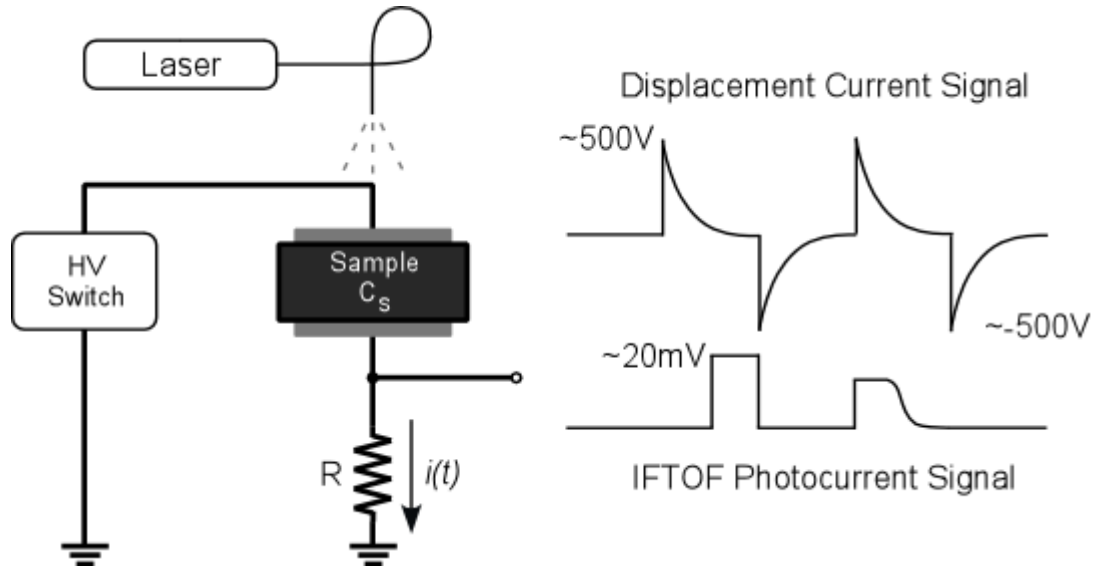 Laser
HV
Switch
Sample
Cs
R
i(t)
Displacement Current Signal
~500V
~-500V
~20mV
IFTOF Photocurrent Signal